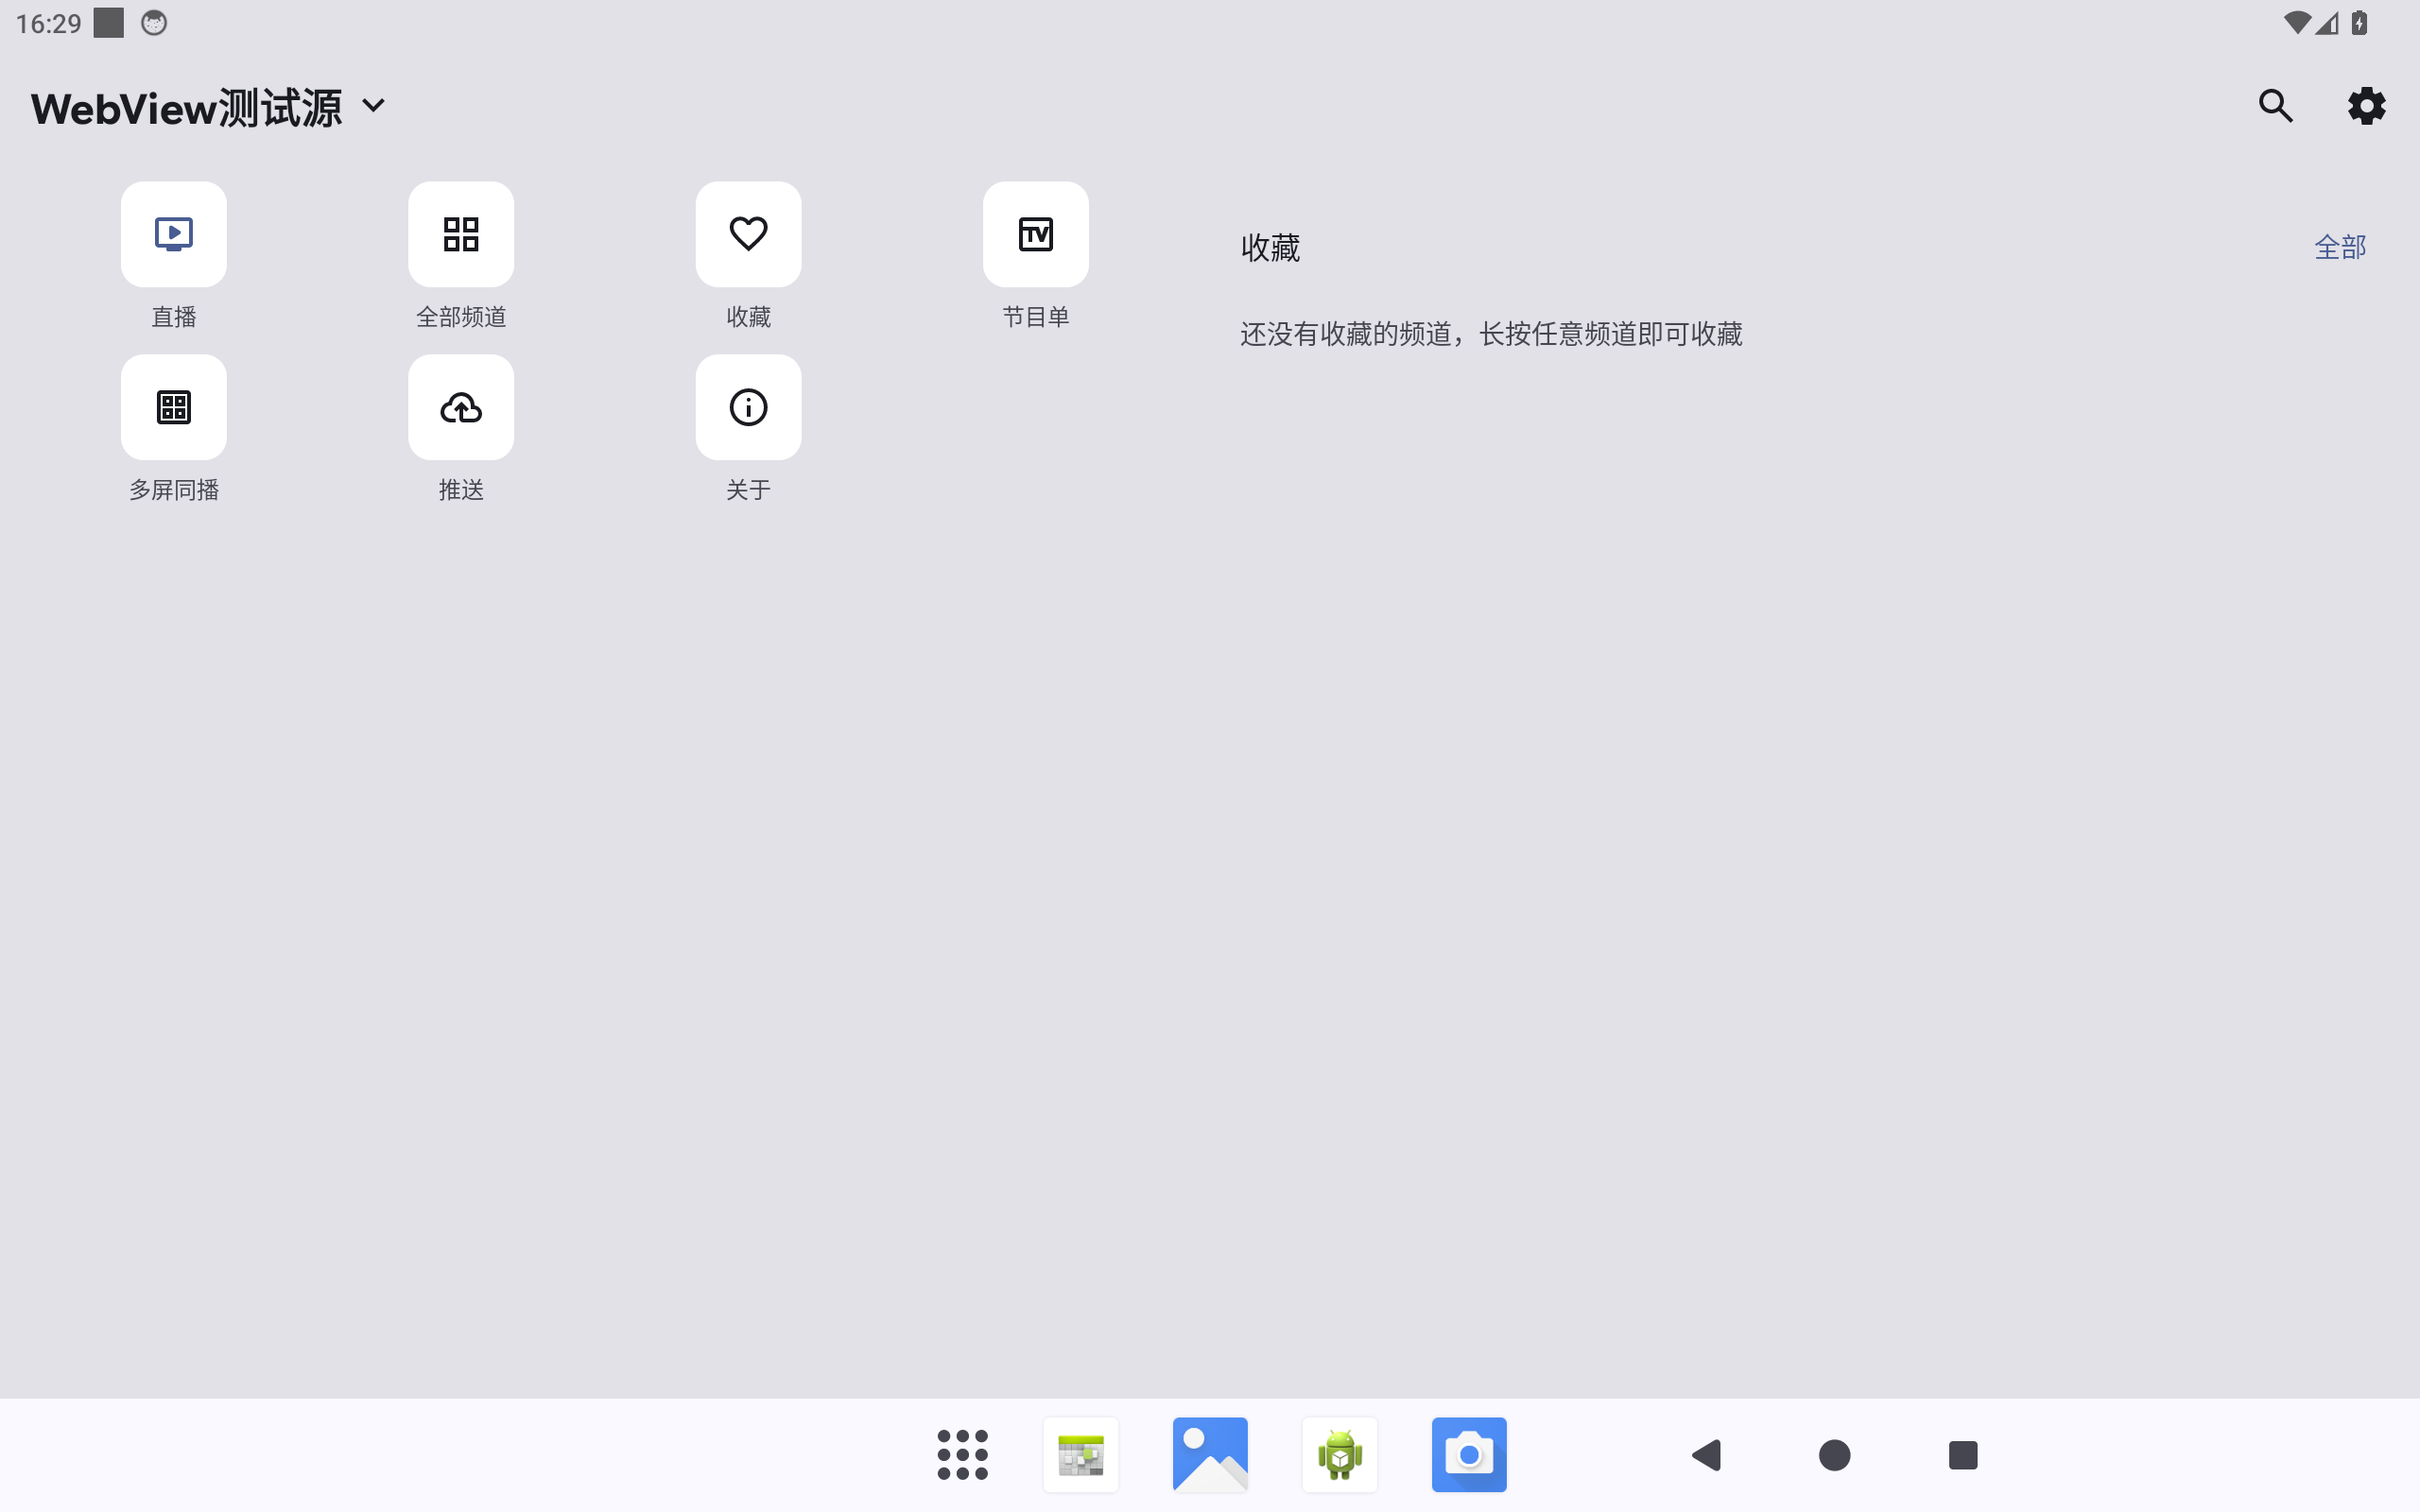 16:29
WebView测试源
直播
全部频道
收藏
节目单
多屏同播
推送
关于
收藏
全部
还没有收藏的频道，长按任意频道即可收藏